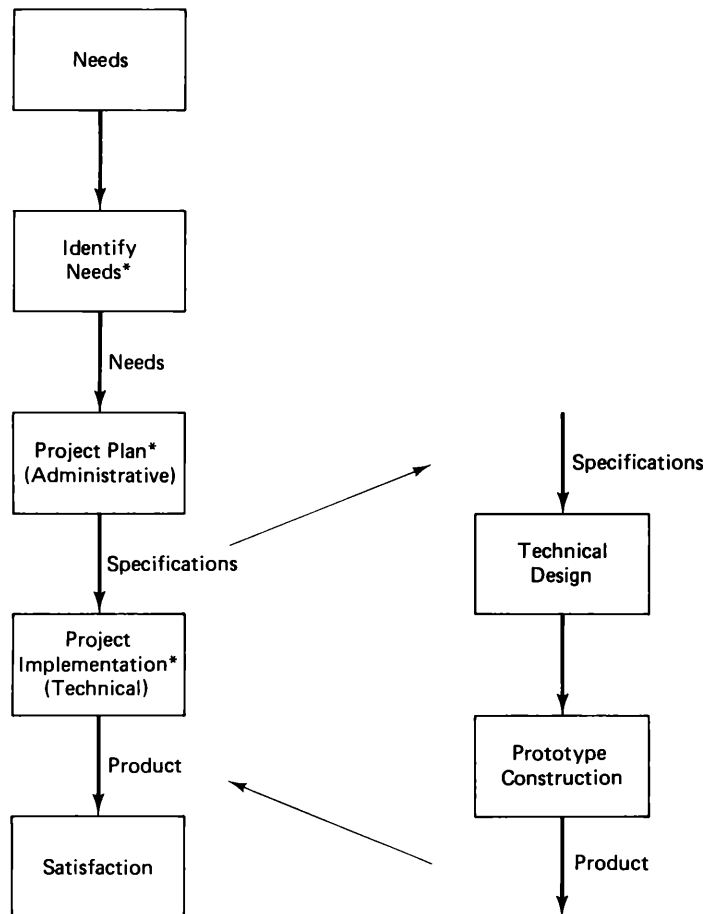 Needs
Identify
Needs*
Needs
Project Plan*
(Administrative)
Specifications
Project
Implementation*
(Technical)
Product
Satisfaction
Specifications
Technical
Design
Prototype
Construction
Product